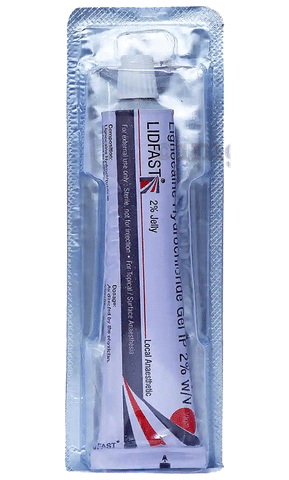 Lignocaine Hydrochloride Gel IP 2% W/V
LIDFAST®
2% Jelly
For external use only • Sterile, not for Injection • For Topical / Surface Anaesthesia
Local Anaesthetic
Composition:
Dosage:
As directed by the physician.
LIDFAST®